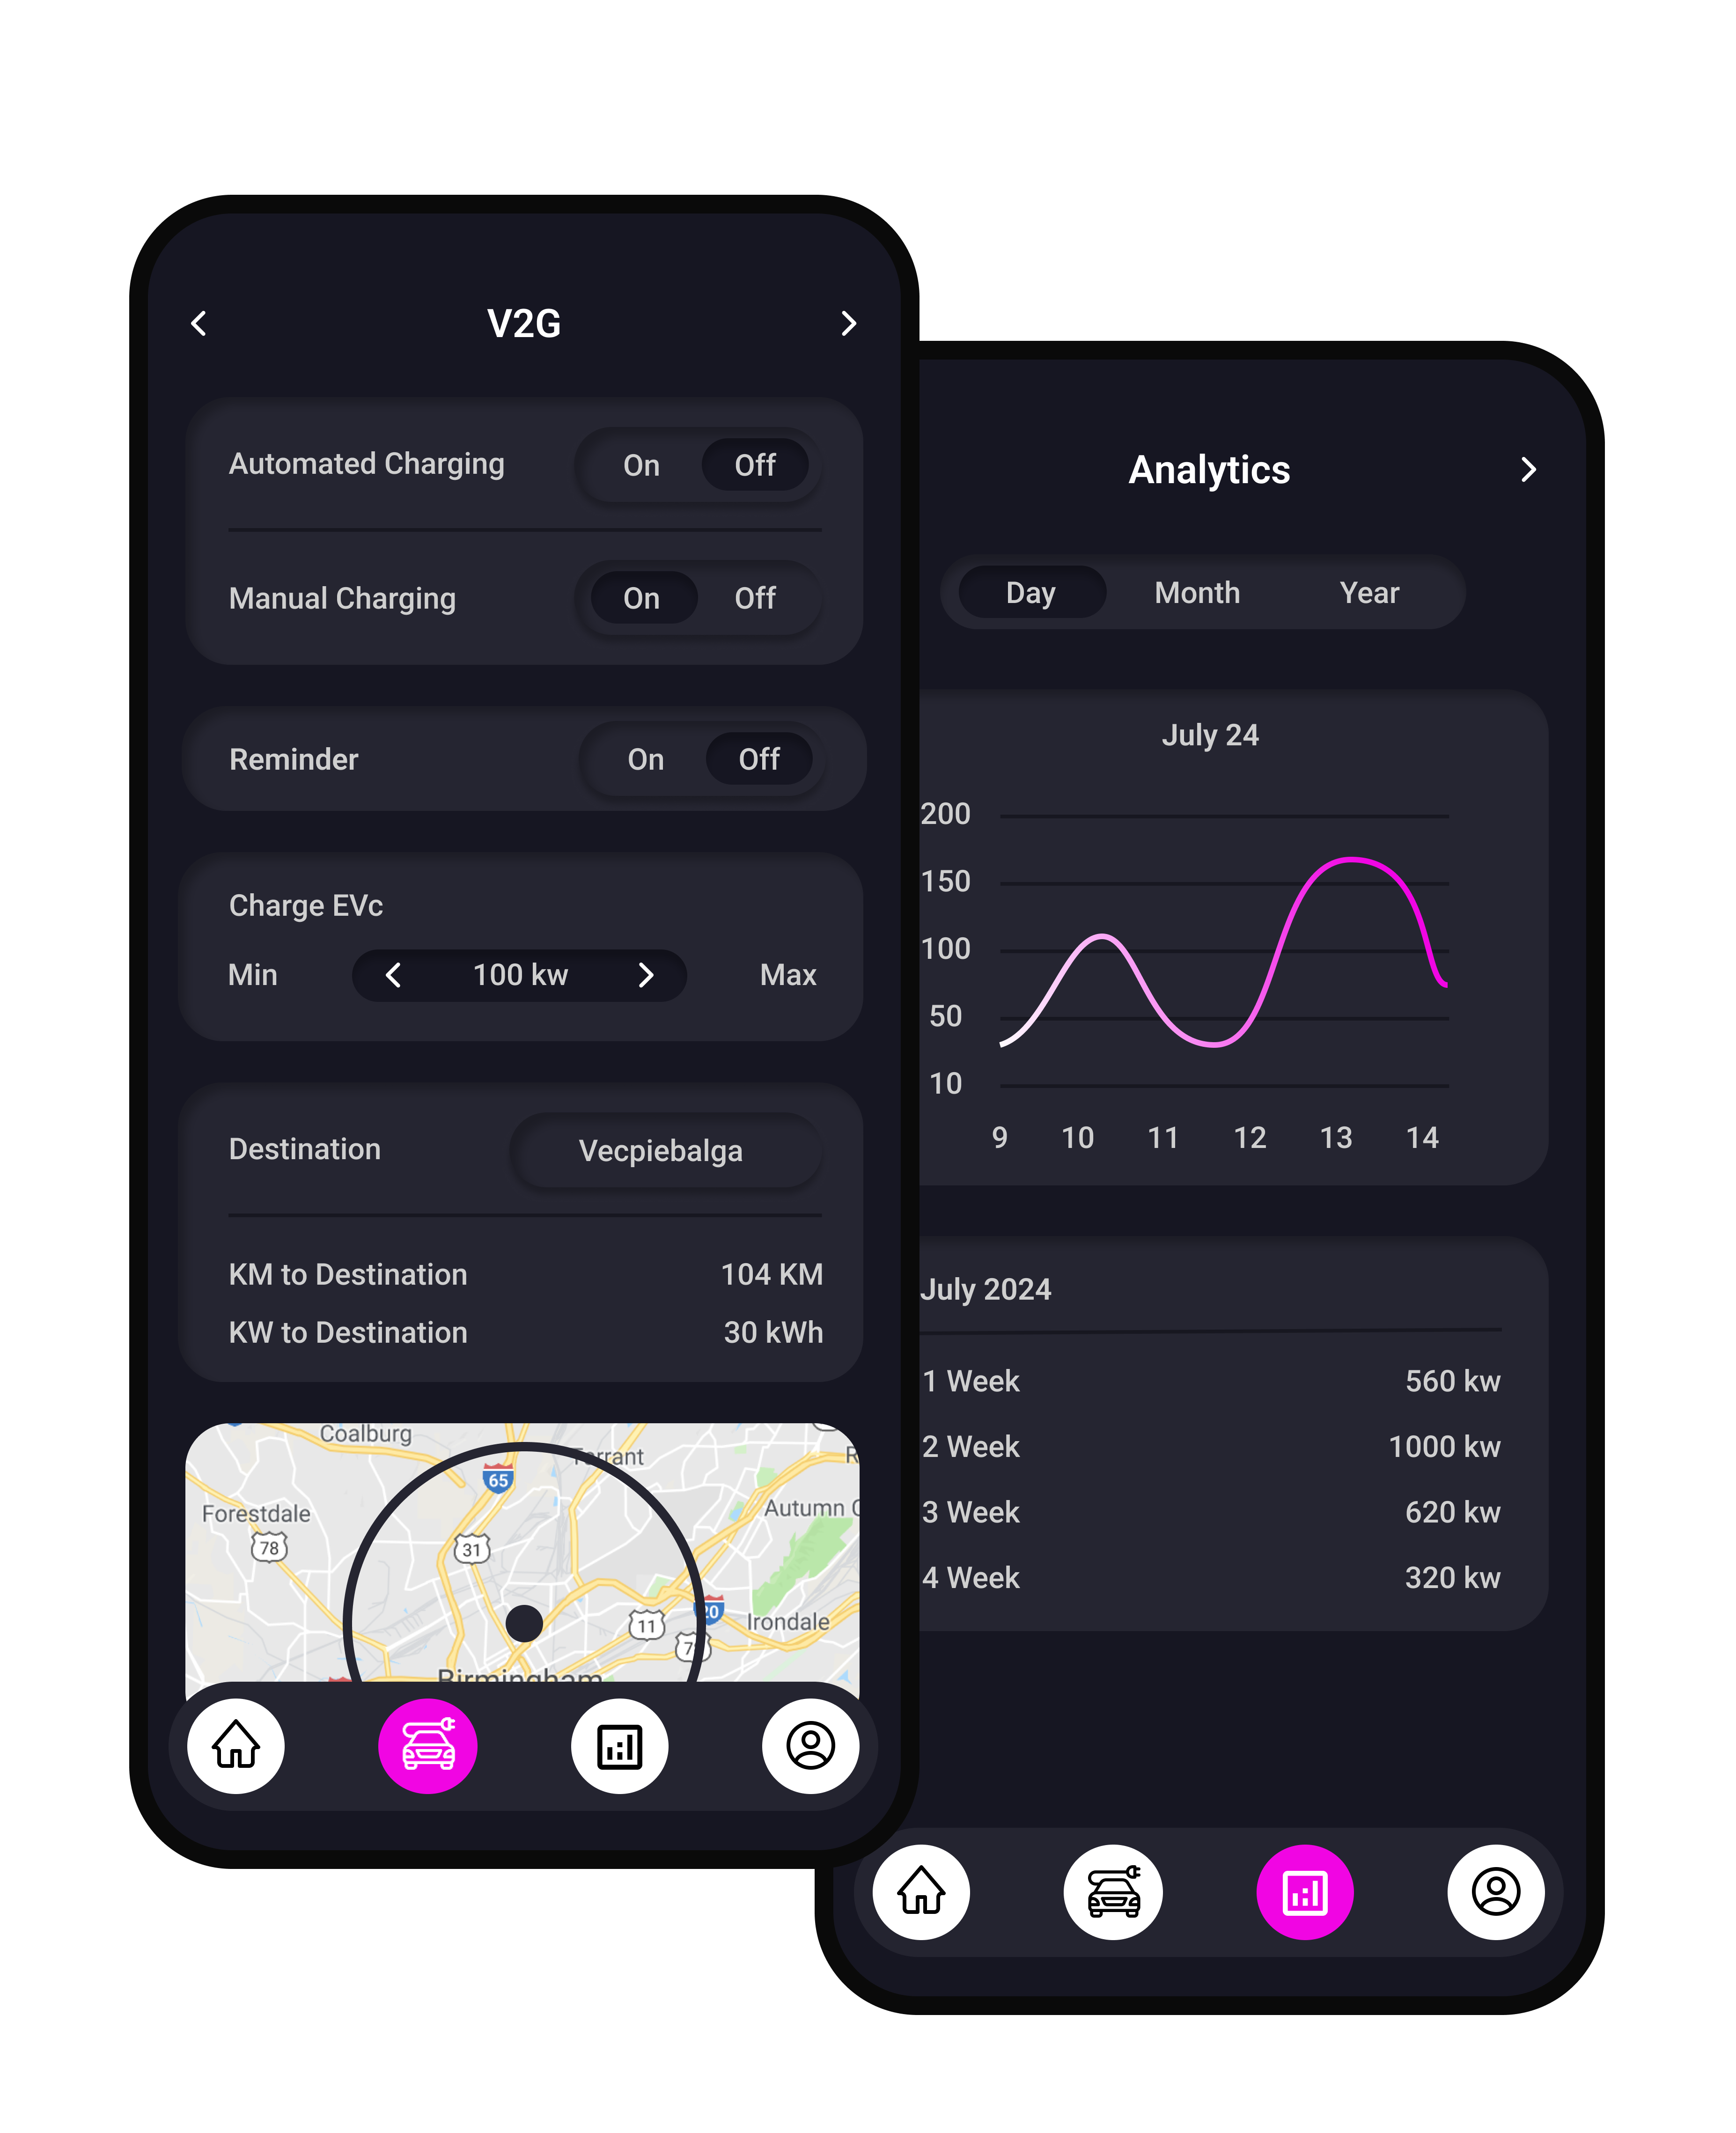 V2G
Automated Charging On Off
Manual Charging On Off
Reminder On Off
Charge EVc
Min 100 kw Max
Destination Vecpiebalga
KM to Destination 104 KM
KW to Destination 30 kWh
Coalburg
Tarrant
65
Forestdale
Autumn
78
31
20
11
Irondale
Birmingham
Analytics
Day Month Year
July 24
200
150
100
50
10
9 10 11 12 13 14
July 2024
1 Week 560 kw
2 Week 1000 kw
3 Week 620 kw
4 Week 320 kw